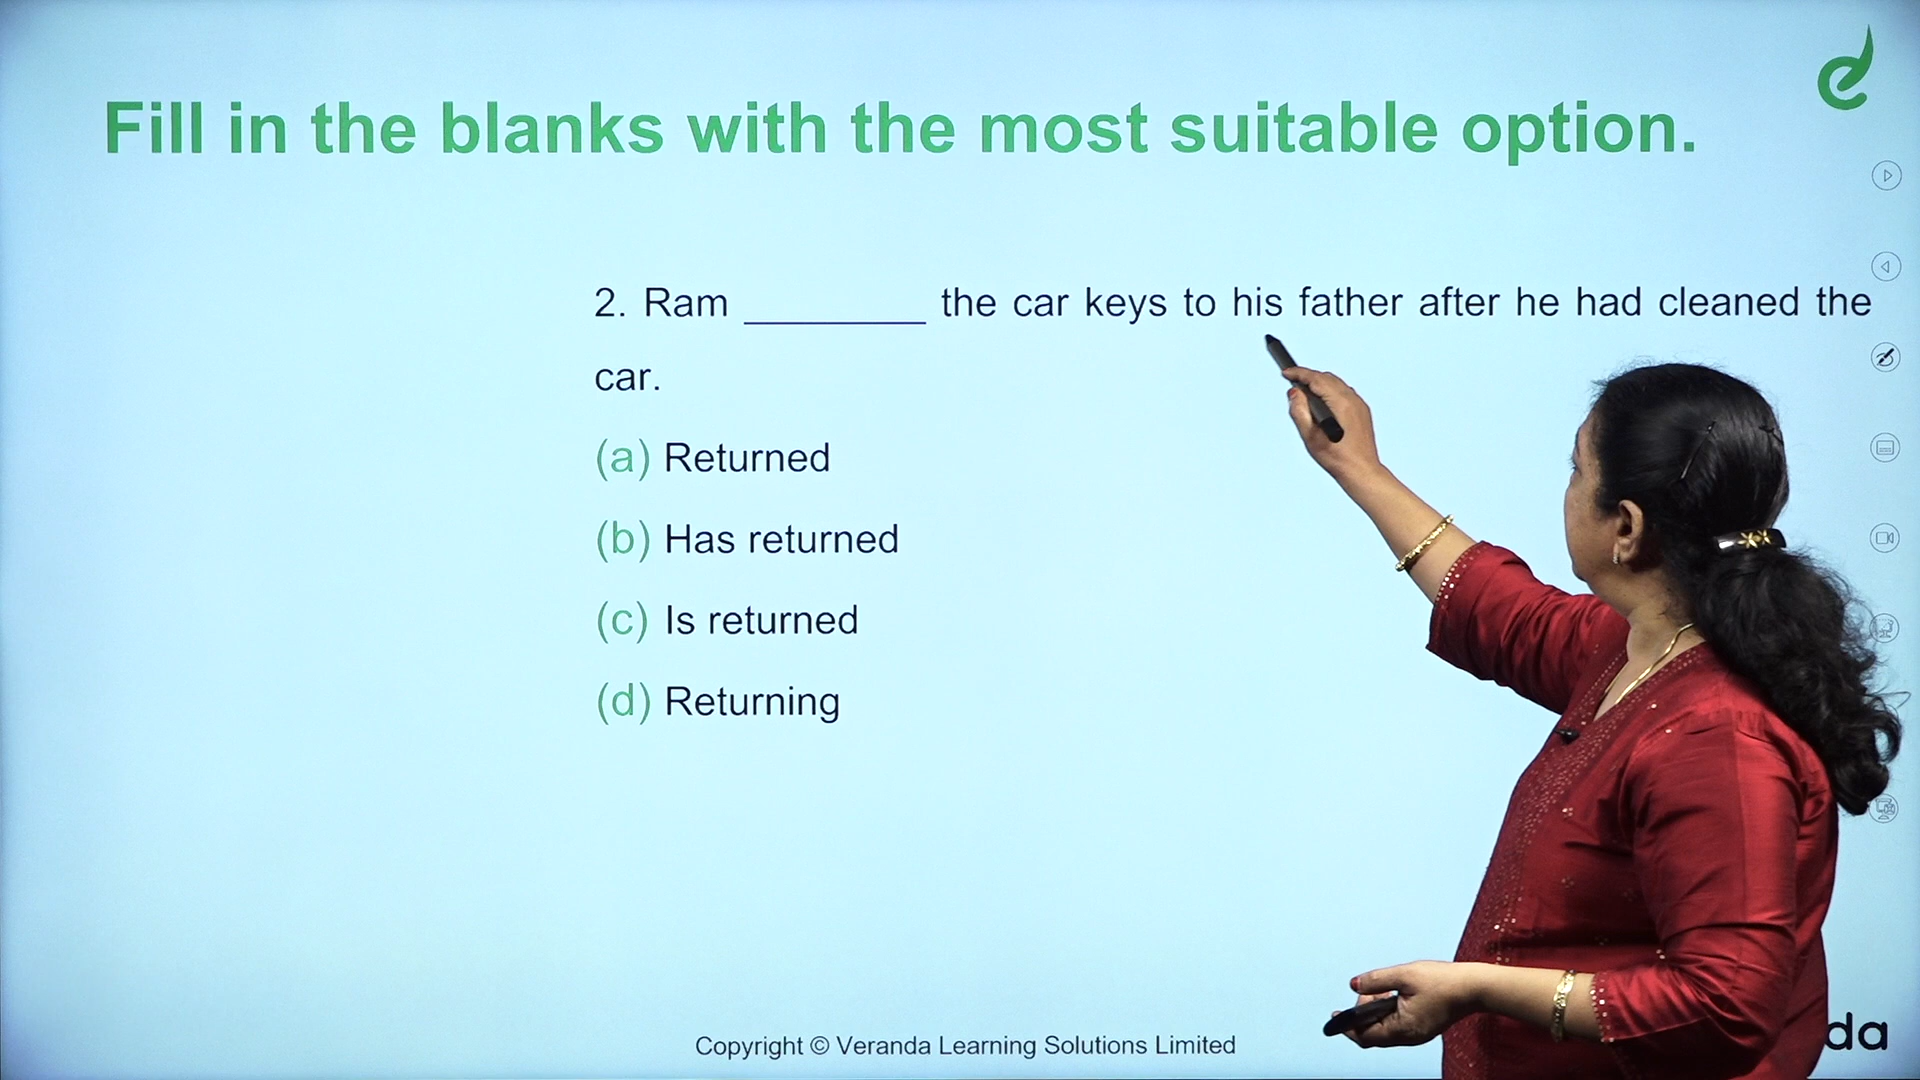 Fill in the blanks with the most suitable option.
2. Ram _________ the car keys to his father after he had cleaned the
car.
(a) Returned
(b) Has returned
(c) Is returned
(d) Returning
Copyright © Veranda Learning Solutions Limited
da